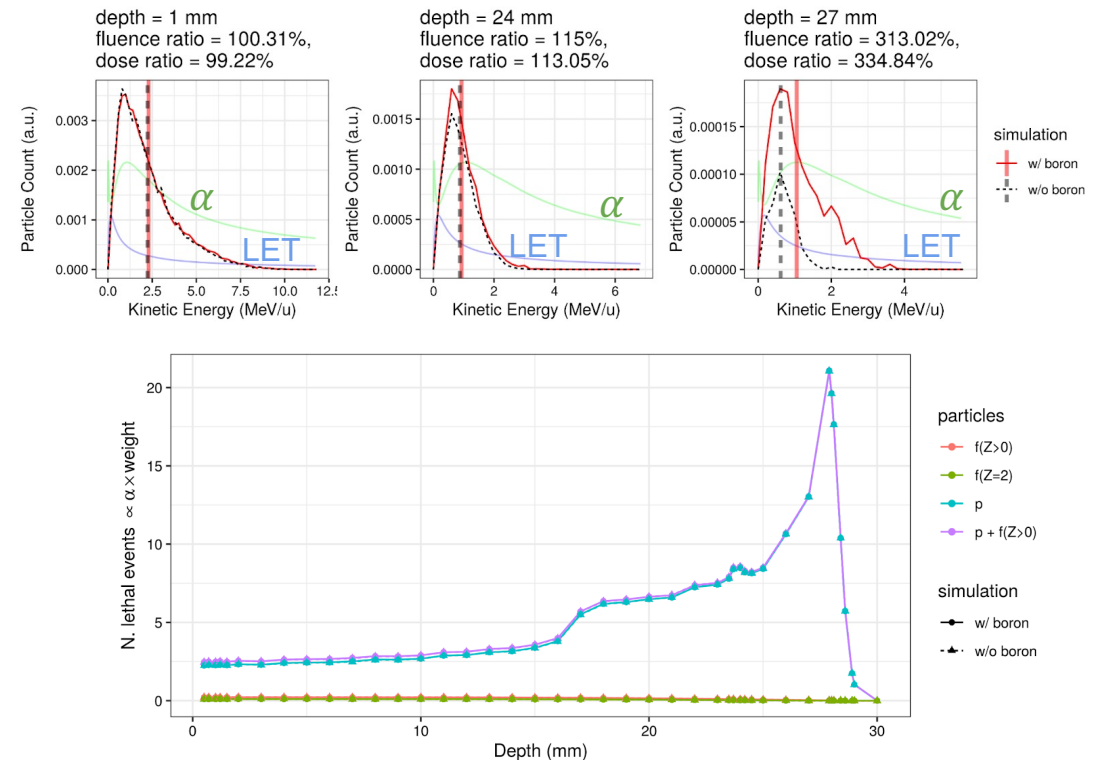 depth = 1 mm
fluence ratio = 100.31%,
dose ratio = 99.22%
depth = 24 mm
fluence ratio = 115%,
dose ratio = 113.05%
depth = 27 mm
fluence ratio = 313.02%,
dose ratio = 334.84%
Particle Count (a.u.)
0.003
0.002
0.001
0.000
α
LET
0.0
2.5
5.0
7.5
10.0
12.5
Kinetic Energy (MeV/u)
Particle Count (a.u.)
0.0015
0.0010
0.0005
0.0000
α
LET
0
2
4
6
Kinetic Energy (MeV/u)
Particle Count (a.u.)
0.00015
0.00010
0.00005
0.00000
α
LET
0
2
4
Kinetic Energy (MeV/u)
simulation
w/ boron
w/o boron
N. lethal events ∝ α×weight
20
15
10
5
0
0
10
20
30
Depth (mm)
particles
f(Z>0)
f(Z=2)
p
p + f(Z>0)
simulation
w/ boron
w/o boron